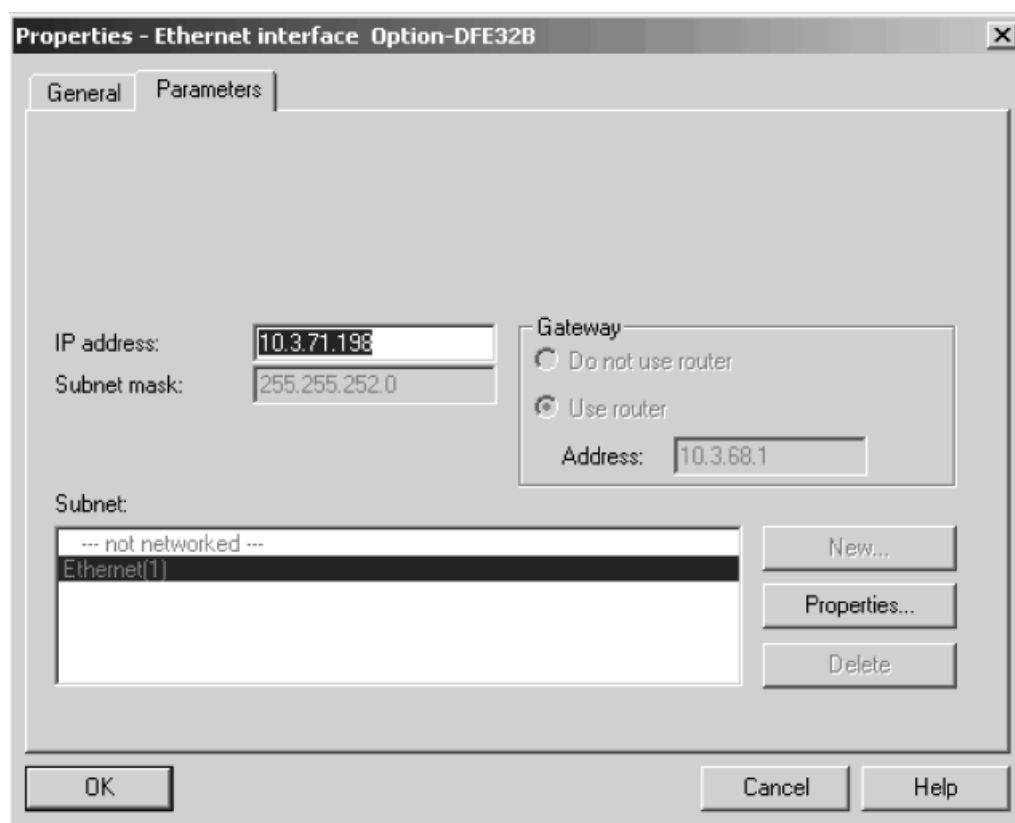 Properties - Ethernet interface Option-DFE32B
General
Parameters
IP address:
10.3.71.198
Subnet mask:
255.255.252.0
Gateway
Do not use router
Use router
Address:
10.3.68.1
Subnet:
--- not networked ---
Ethernet(1)
New...
Properties...
Delete
OK
Cancel
Help